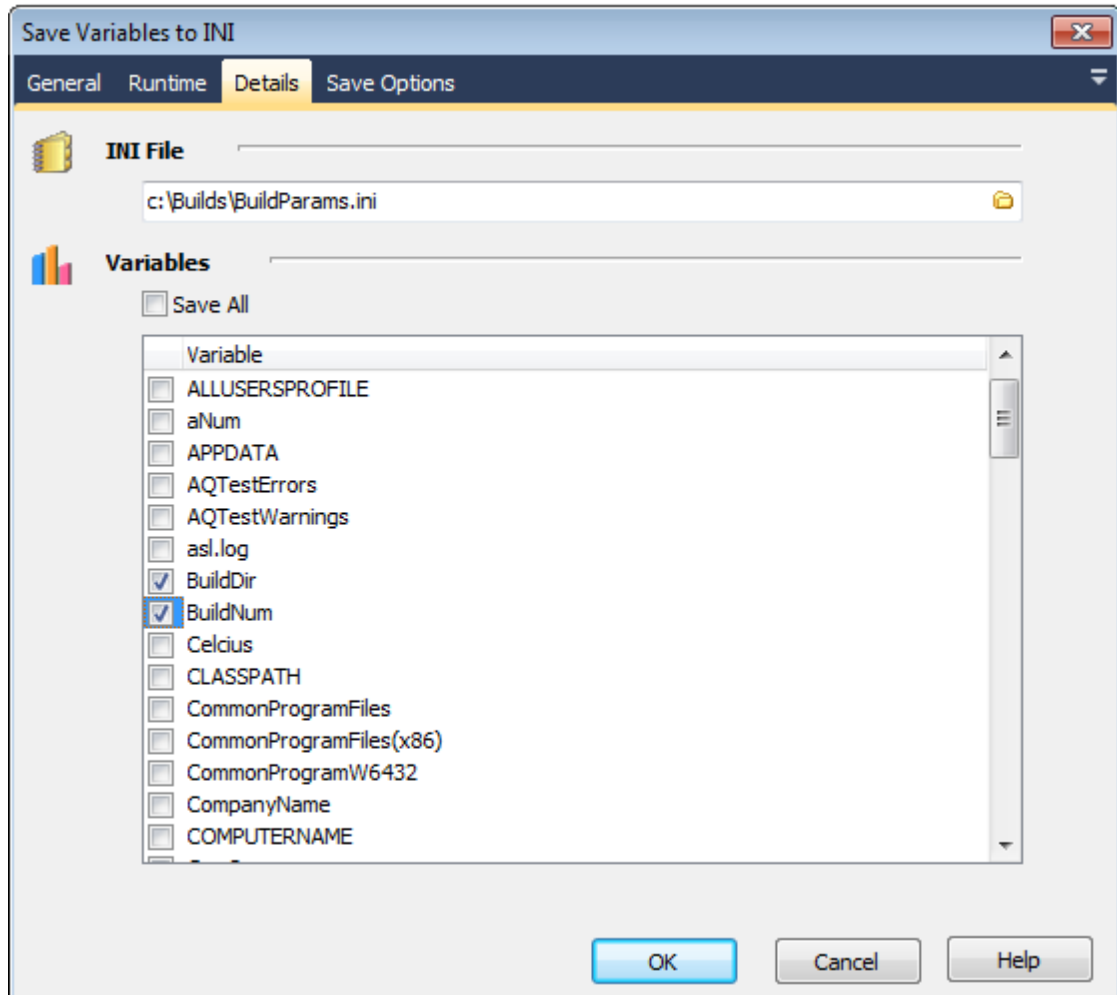 Save Variables to INI
General Runtime Details Save Options
INI File
c:\Builds\BuildParams.ini
Variables
Save All
Variable
ALLUSERSPROFILE
aNum
APPDATA
AQTestErrors
AQTestWarnings
asl.log
BuildDir
BuildNum
Celcius
CLASSPATH
CommonProgramFiles
CommonProgramFiles(x86)
CommonProgramW6432
CompanyName
COMPUTERNAME
OK Cancel Help